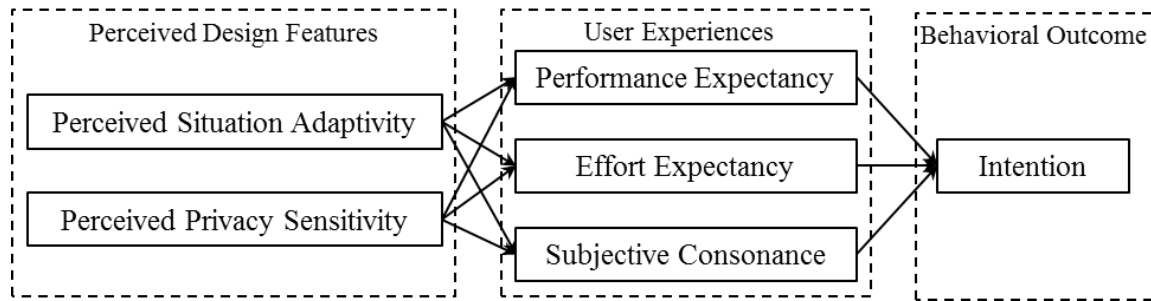 Perceived Design Features
Perceived Situation Adaptivity
Perceived Privacy Sensitivity
User Experiences
Performance Expectancy
Effort Expectancy
Subjective Consonance
Behavioral Outcome
Intention